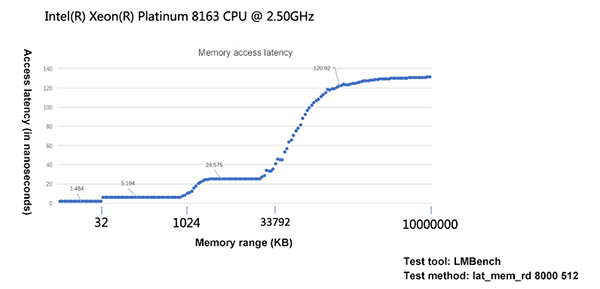 Intel(R) Xeon(R) Platinum 8163 CPU @ 2.50GHz
Memory access latency
Access latency (in nanoseconds)
140
120
100
80
60
40
20
0
120.92
24.575
5.194
1.484
32
1024
33792
10000000
Memory range (KB)
Test tool: LMBench
Test method: lat_mem_rd 8000 512